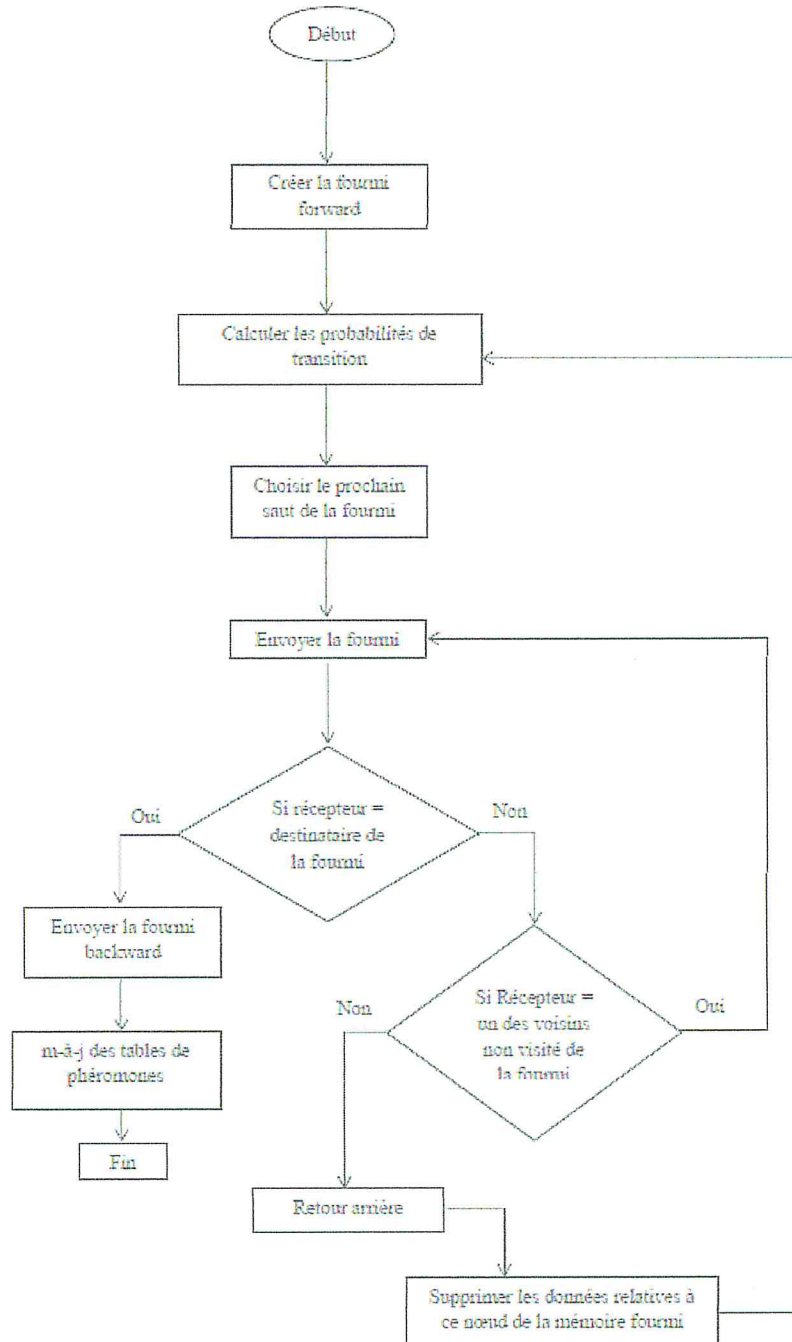 Début
Créer la fourmi
forward
Calculer les probabilités de
transition
Choisir le prochain
saut de la fourmi
Envoyer la fourmi
Si récepteur =
destinataire de
la fourmi
Oui
Non
Envoyer la fourmi
backward
m-à-j des tables de
phéromones
Fin
Si Récepteur =
un des voisins
non visité de
la fourmi
Non
Oui
Retour arrière
Supprimer les données relatives à
ce nœud de la mémoire fourmi